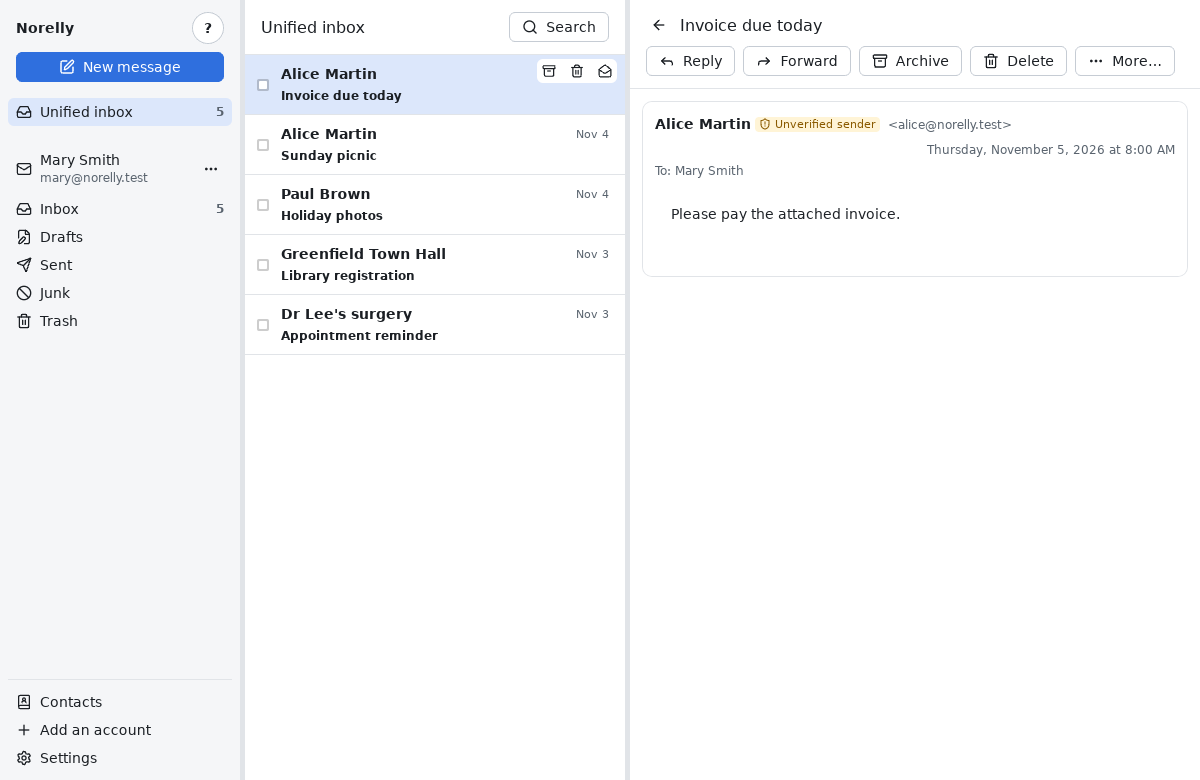 Norelly
?
New message
Unified inbox 5
Mary Smith
mary@norelly.test
Inbox 5
Drafts
Sent
Junk
Trash
Contacts
Add an account
Settings
Unified inbox
Search
Alice Martin
Invoice due today
Alice Martin Nov 4
Sunday picnic
Paul Brown Nov 4
Holiday photos
Greenfield Town Hall Nov 3
Library registration
Dr Lee's surgery Nov 3
Appointment reminder
Invoice due today
Reply Forward Archive Delete More...
Alice Martin Unverified sender <alice@norelly.test>
Thursday, November 5, 2026 at 8:00 AM
To: Mary Smith
Please pay the attached invoice.